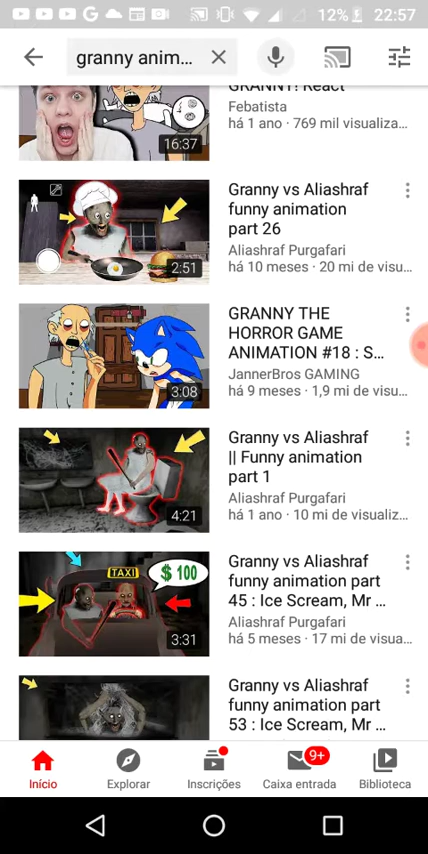 12% 22:57
granny anim...
GRANNY! React
Febatista
há 1 ano · 769 mil visualiza...
16:37
Granny vs Aliashraf
funny animation
part 26
Aliashraf Purgafari
há 10 meses · 20 mi de visu...
2:51
GRANNY THE
HORROR GAME
ANIMATION #18 : S...
JannerBros GAMING
há 9 meses · 1,9 mi de visu...
3:08
Granny vs Aliashraf
|| Funny animation
part 1
Aliashraf Purgafari
há 1 ano · 10 mi de visualiz...
4:21
TAXI
$ 100
Granny vs Aliashraf
funny animation part
45 : Ice Scream, Mr ...
Aliashraf Purgafari
há 5 meses · 17 mi de visua...
3:31
Granny vs Aliashraf
funny animation part
53 : Ice Scream, Mr ...
9+
Início Explorar Inscrições Caixa entrada Biblioteca